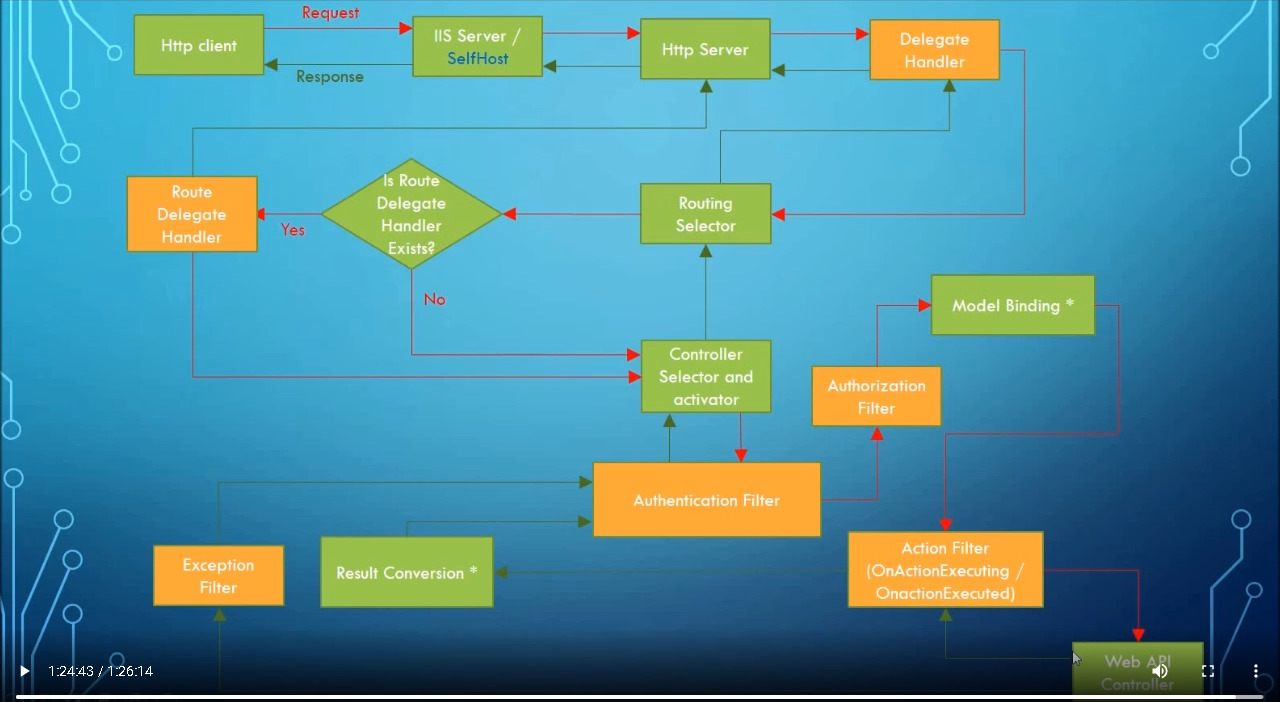 Request
Http client
IIS Server /
SelfHost
Http Server
Delegate
Handler
Response
Route
Delegate
Handler
Yes
Is Route
Delegate
Handler
Exists?
No
Routing
Selector
Model Binding *
Controller
Selector and
activator
Authorization
Filter
Authentication Filter
Exception
Filter
Result Conversion *
Action Filter
(OnActionExecuting /
OnactionExecuted)
Web API
Controller
1:24:43 / 1:26:14